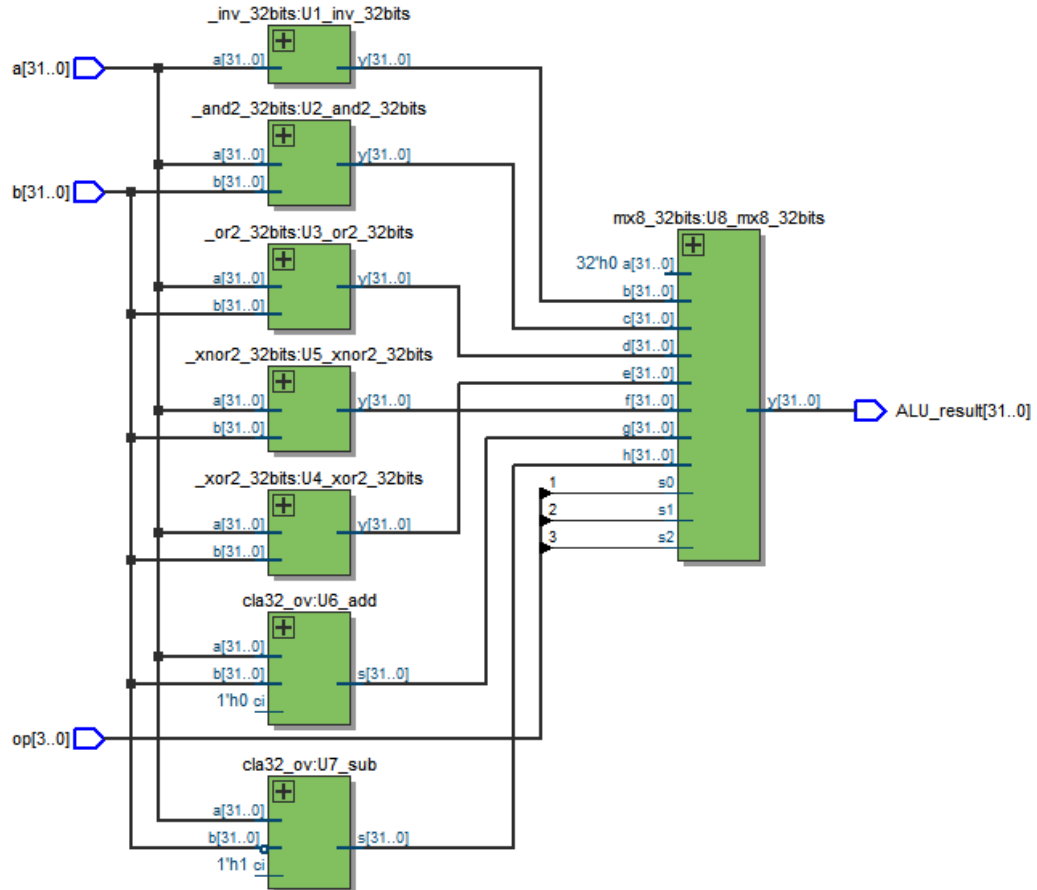 _inv_32bits:U1_inv_32bits
a[31..0]
a[31..0]
y[31..0]
_and2_32bits:U2_and2_32bits
a[31..0]
y[31..0]
b[31..0]
b[31..0]
_or2_32bits:U3_or2_32bits
a[31..0]
y[31..0]
b[31..0]
_xnor2_32bits:U5_xnor2_32bits
a[31..0]
y[31..0]
b[31..0]
_xor2_32bits:U4_xor2_32bits
a[31..0]
y[31..0]
b[31..0]
cla32_ov:U6_add
a[31..0]
b[31..0]
s[31..0]
1'h0 ci
op[3..0]
cla32_ov:U7_sub
a[31..0]
b[31..0]
s[31..0]
1'h1 ci
mx8_32bits:U8_mx8_32bits
32'h0 a[31..0]
b[31..0]
c[31..0]
d[31..0]
e[31..0]
f[31..0]
y[31..0]
ALU_result[31..0]
g[31..0]
h[31..0]
1 s0
2 s1
3 s2